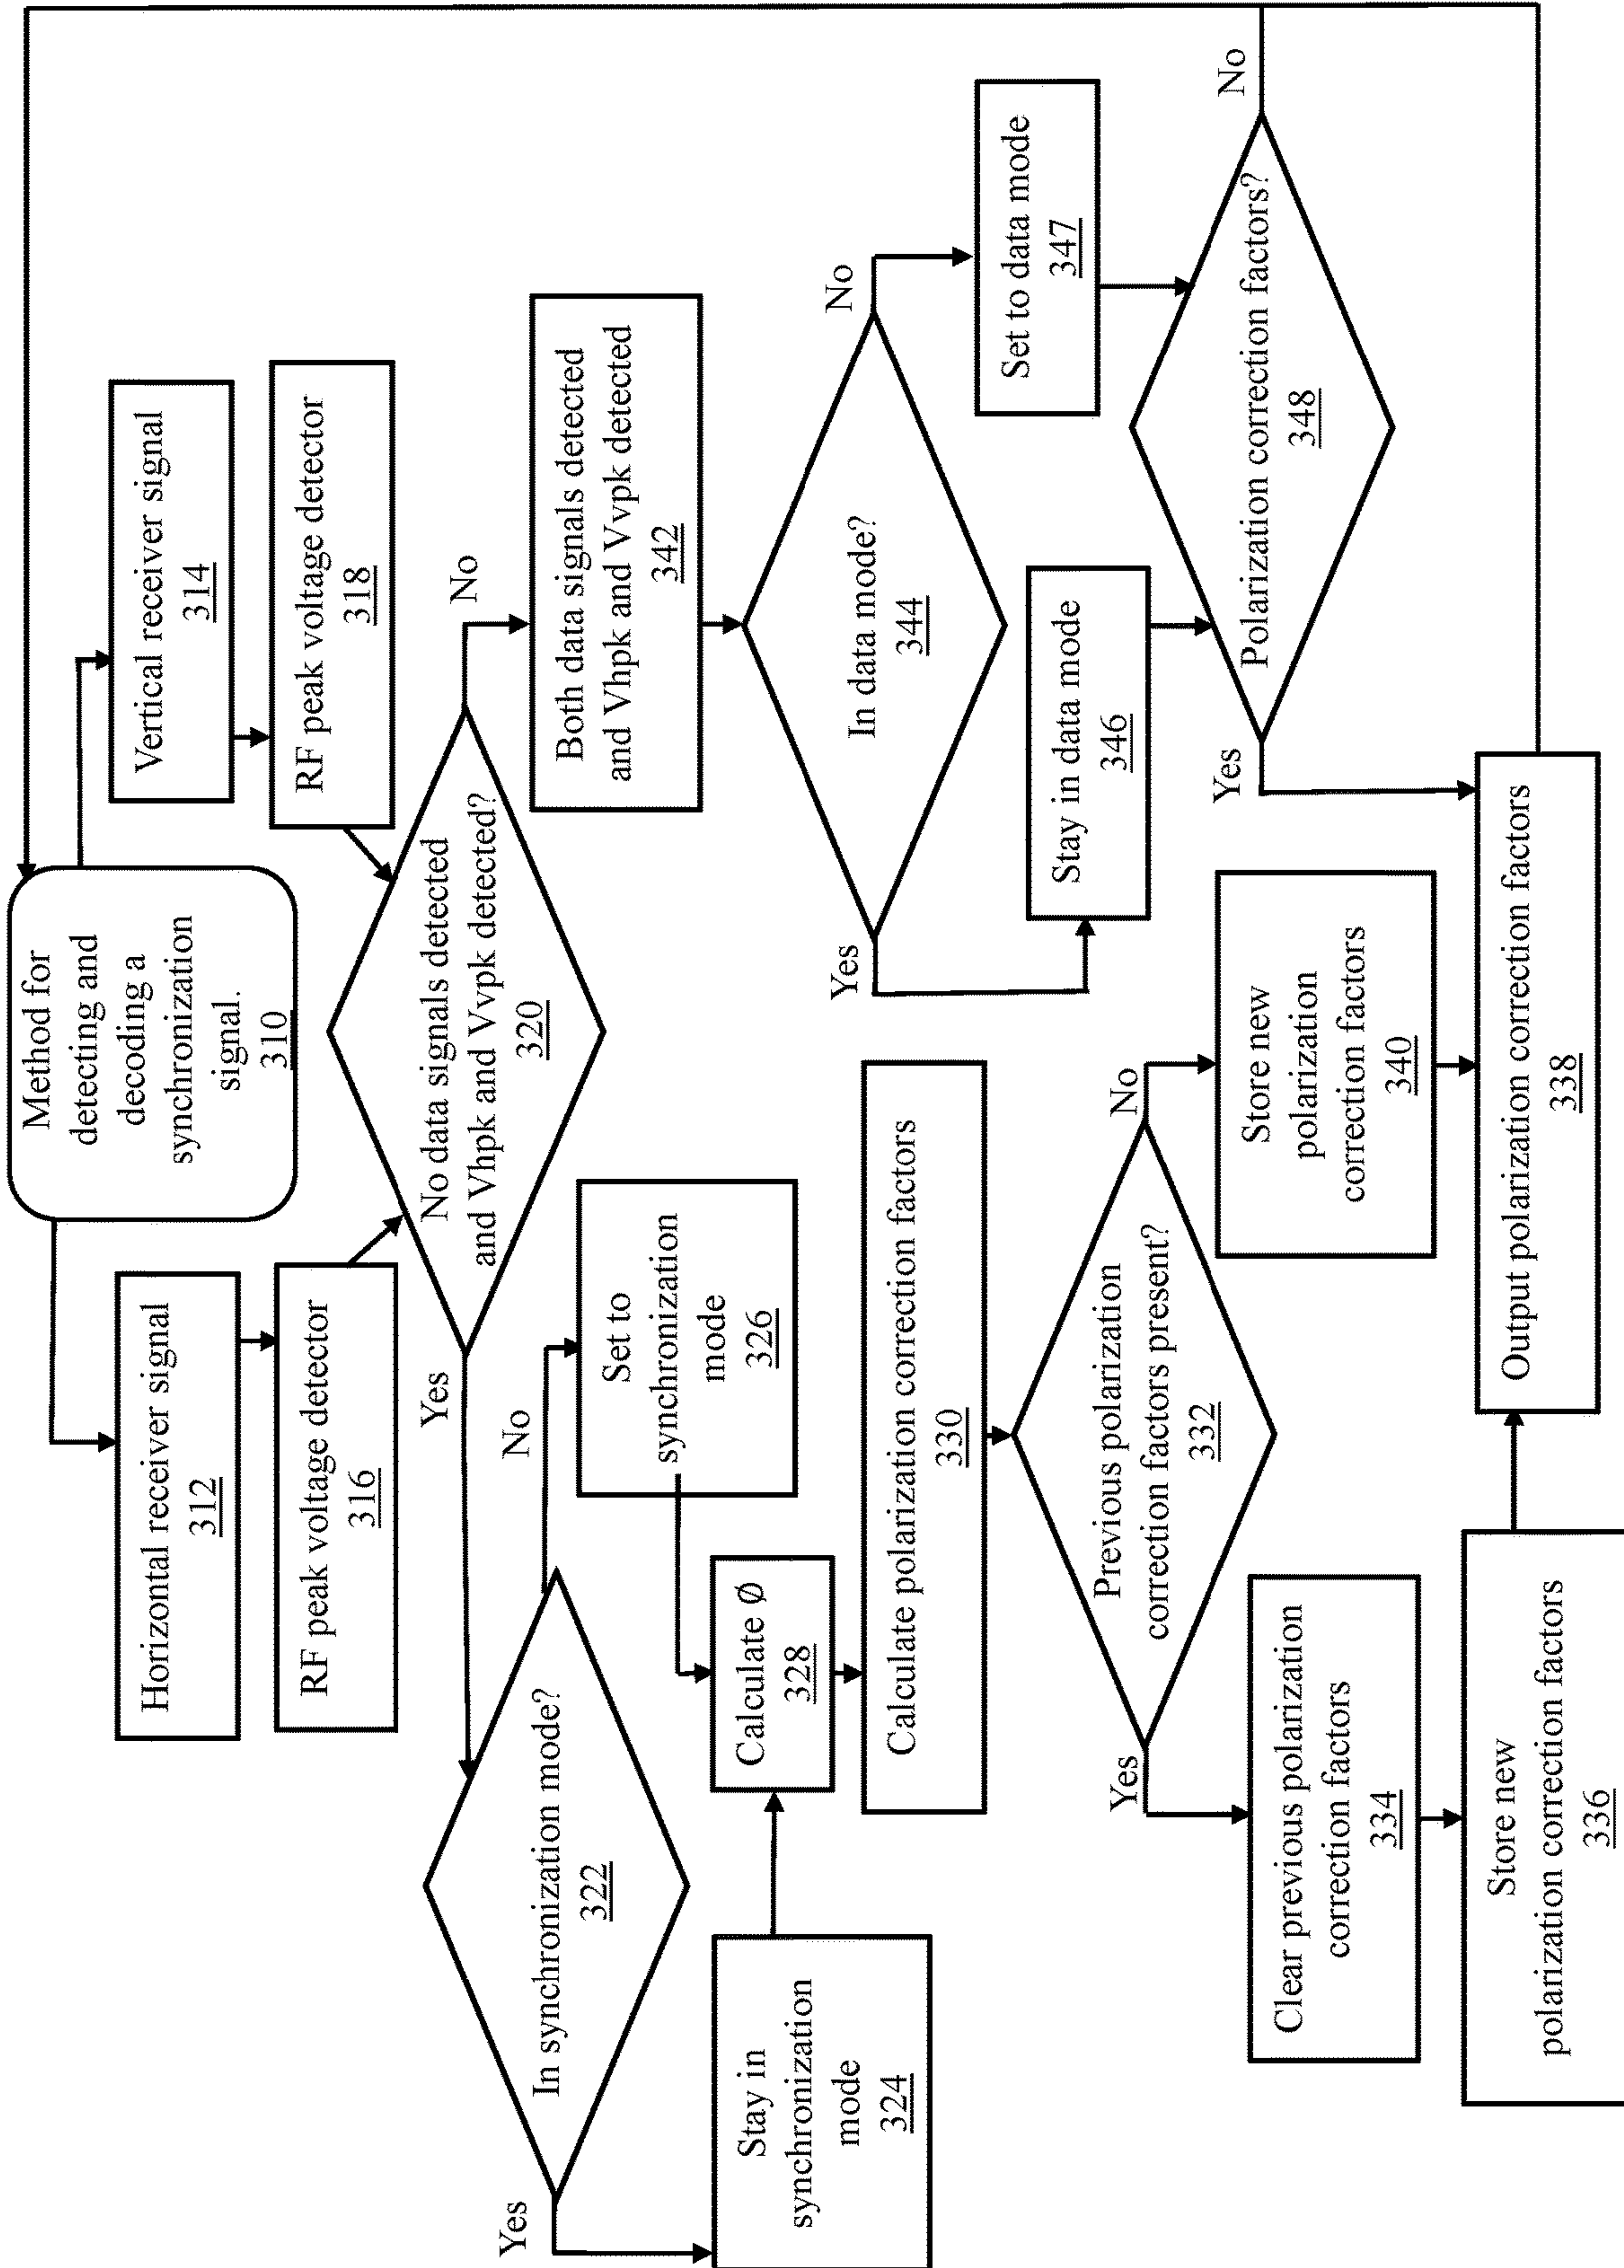 Method for
detecting and
decoding a
synchronization
signal.
310
Horizontal receiver signal
312
Vertical receiver signal
314
RF peak voltage detector
316
RF peak voltage detector
318
No data signals detected
and Vhpk and Vvpk detected?
320
Yes
No
In synchronization mode?
322
Yes
No
Stay in
synchronization
mode
324
Set to
synchronization
mode
326
Calculate Ø
328
Calculate polarization correction factors
330
Previous polarization
correction factors present?
332
Yes
No
Clear previous polarization
correction factors
334
Store new
polarization correction factors
336
Store new
polarization
correction factors
340
Output polarization correction factors
338
Both data signals detected
and Vhpk and Vvpk detected
342
In data mode?
344
Yes
No
Stay in data mode
346
Set to data mode
347
Polarization correction factors?
348
Yes
No